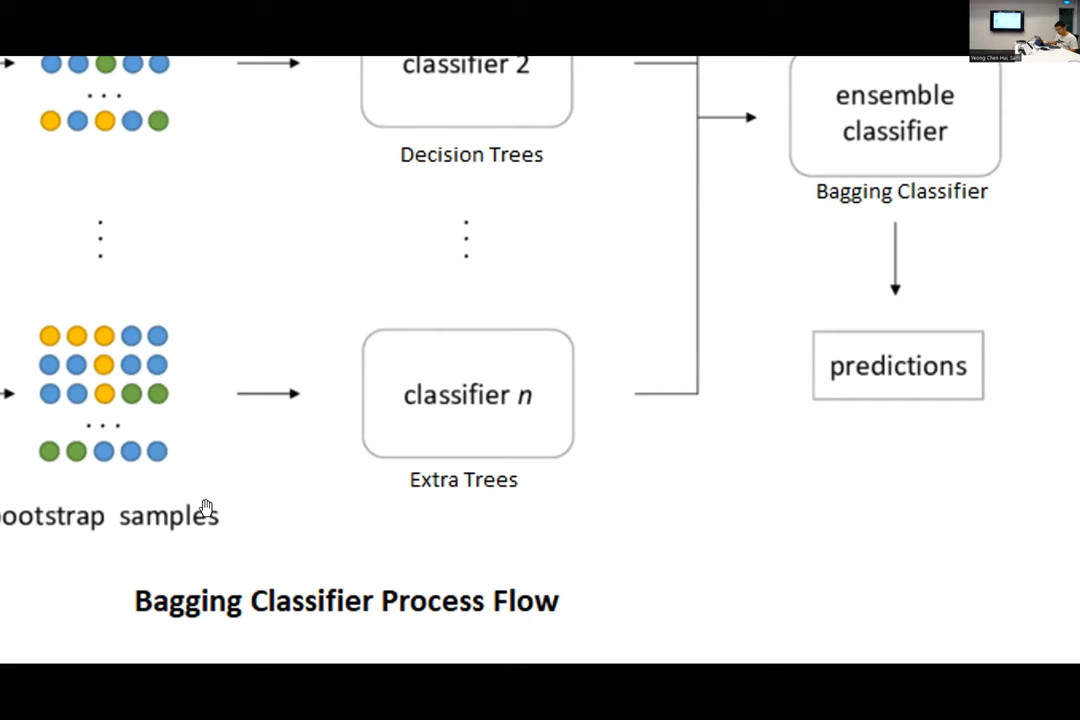 classifier 2
Decision Trees
ensemble
classifier
Bagging Classifier
predictions
classifier n
Extra Trees
ootstrap samples
Bagging Classifier Process Flow